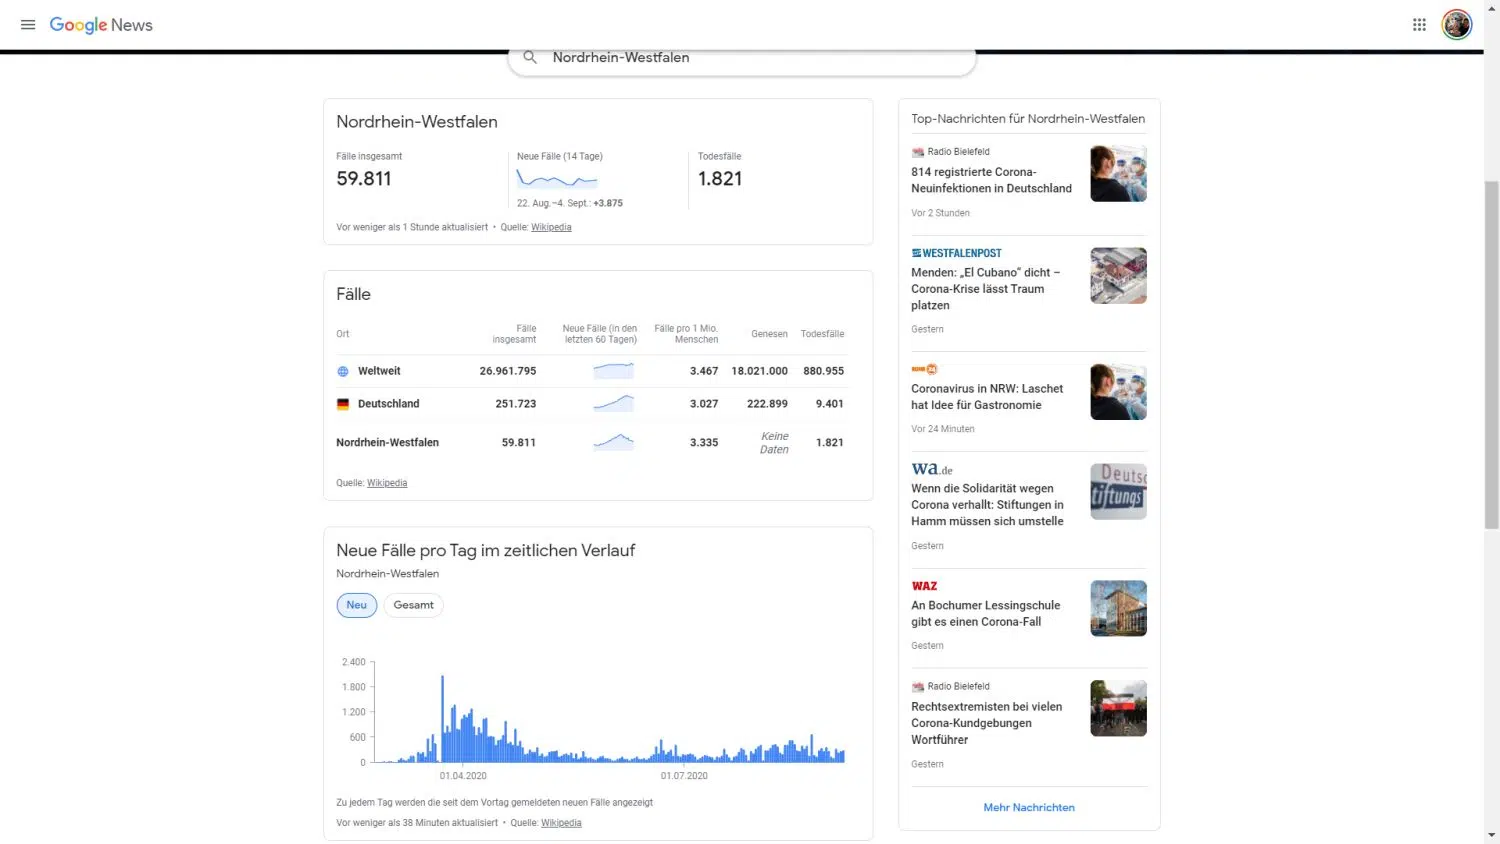 Google News
Nordrhein-Westfalen
Nordrhein-Westfalen
Fälle insgesamt
59.811
Neue Fälle (14 Tage)
22. Aug.–4. Sept.: +3.875
Todesfälle
1.821
Vor weniger als 1 Stunde aktualisiert • Quelle: Wikipedia
Fälle
Ort
Fälle
insgesamt
Neue Fälle (in den
letzten 60 Tagen)
Fälle pro 1 Mio.
Menschen
Genesen
Todesfälle
Weltweit 26.961.795 3.467 18.021.000 880.955
Deutschland 251.723 3.027 222.899 9.401
Nordrhein-Westfalen 59.811 3.335 Keine Daten 1.821
Quelle: Wikipedia
Neue Fälle pro Tag im zeitlichen Verlauf
Nordrhein-Westfalen
Neu Gesamt
2.400
1.800
1.200
600
0
01.04.2020 01.07.2020
Zu jedem Tag werden die seit dem Vortag gemeldeten neuen Fälle angezeigt
Vor weniger als 38 Minuten aktualisiert • Quelle: Wikipedia
Top-Nachrichten für Nordrhein-Westfalen
Radio Bielefeld
814 registrierte Corona-
Neuinfektionen in Deutschland
Vor 2 Stunden
WESTFALENPOST
Menden: „El Cubano“ dicht –
Corona-Krise lässt Traum
platzen
Gestern
Coronavirus in NRW: Laschet
hat Idee für Gastronomie
Vor 24 Minuten
wa.de
Wenn die Solidarität wegen
Corona verhallt: Stiftungen in
Hamm müssen sich umstelle
Gestern
Deutsc
tiftungs
WAZ
An Bochumer Lessingschule
gibt es einen Corona-Fall
Gestern
Radio Bielefeld
Rechtsextremisten bei vielen
Corona-Kundgebungen
Wortführer
Gestern
Mehr Nachrichten